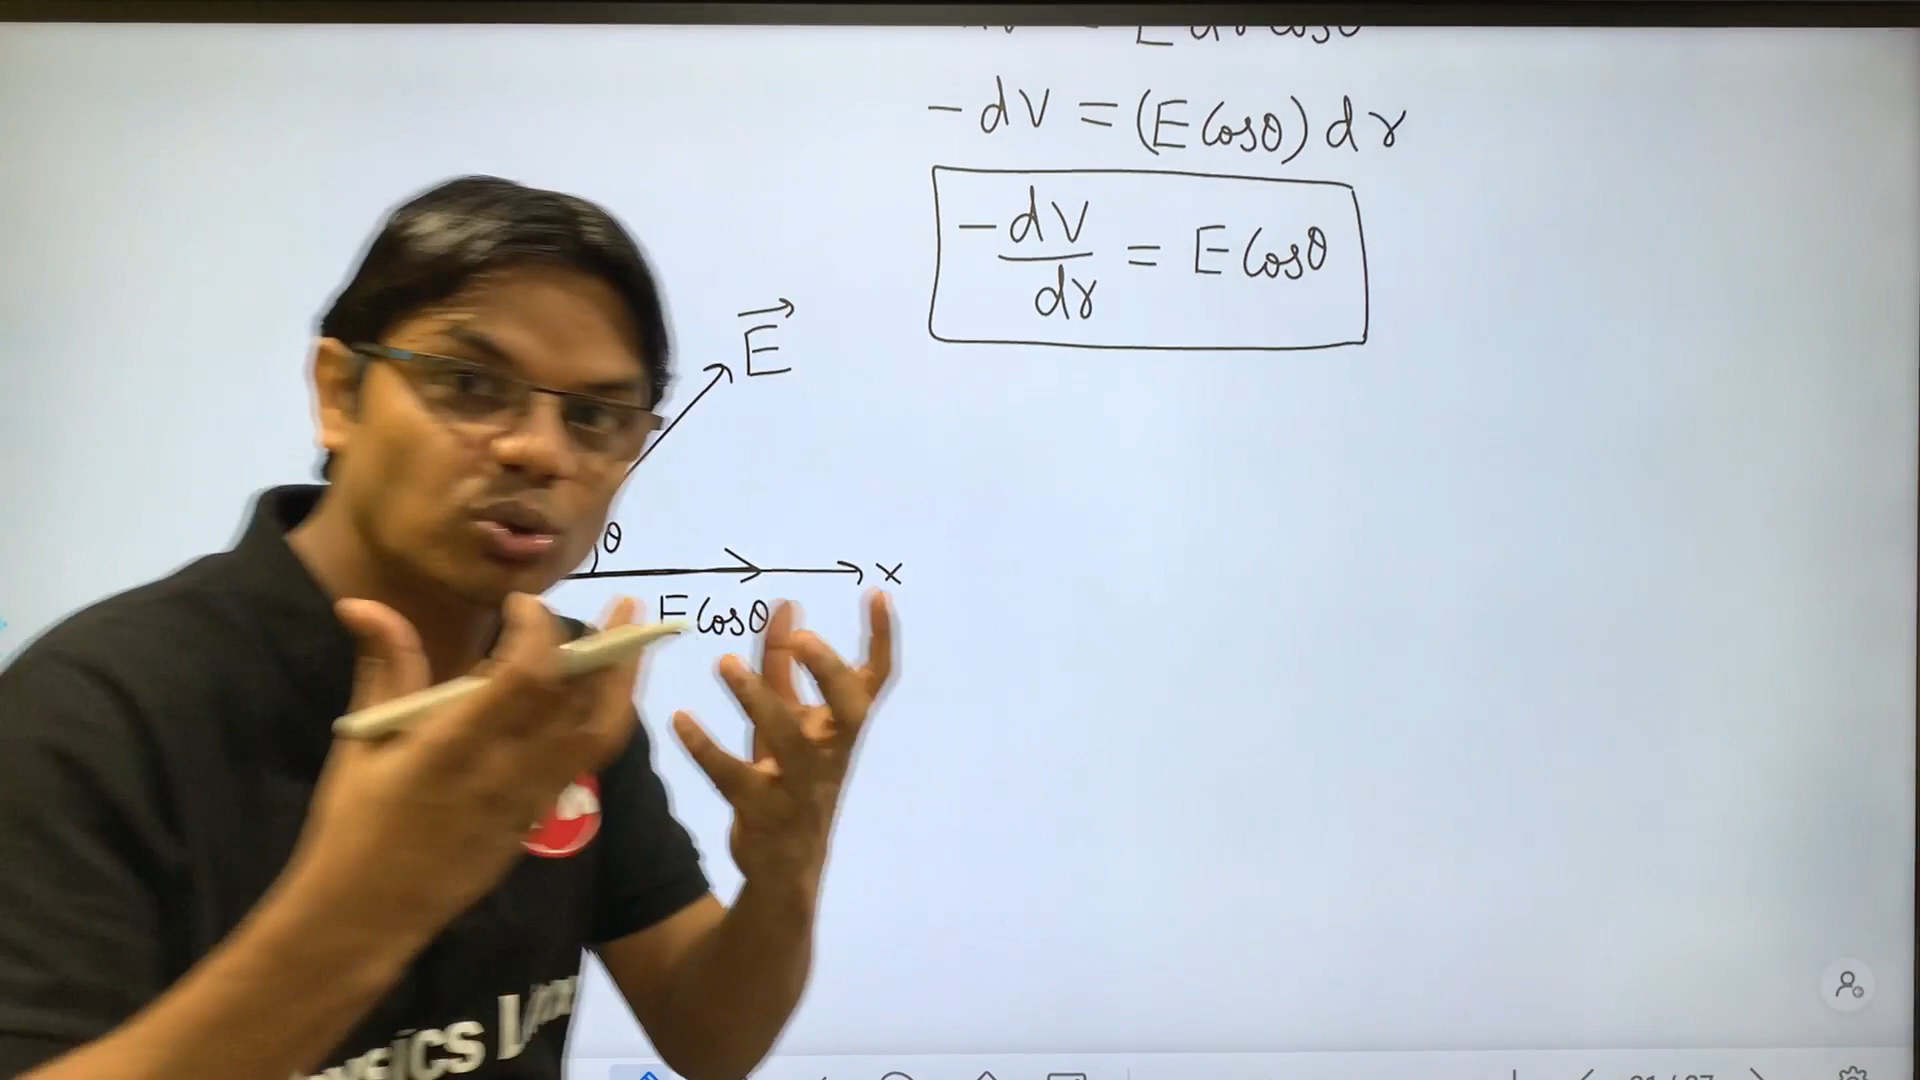 -dV = (E Cosθ) dr
-dV/dr = E Cosθ
E
θ
x
E Cosθ